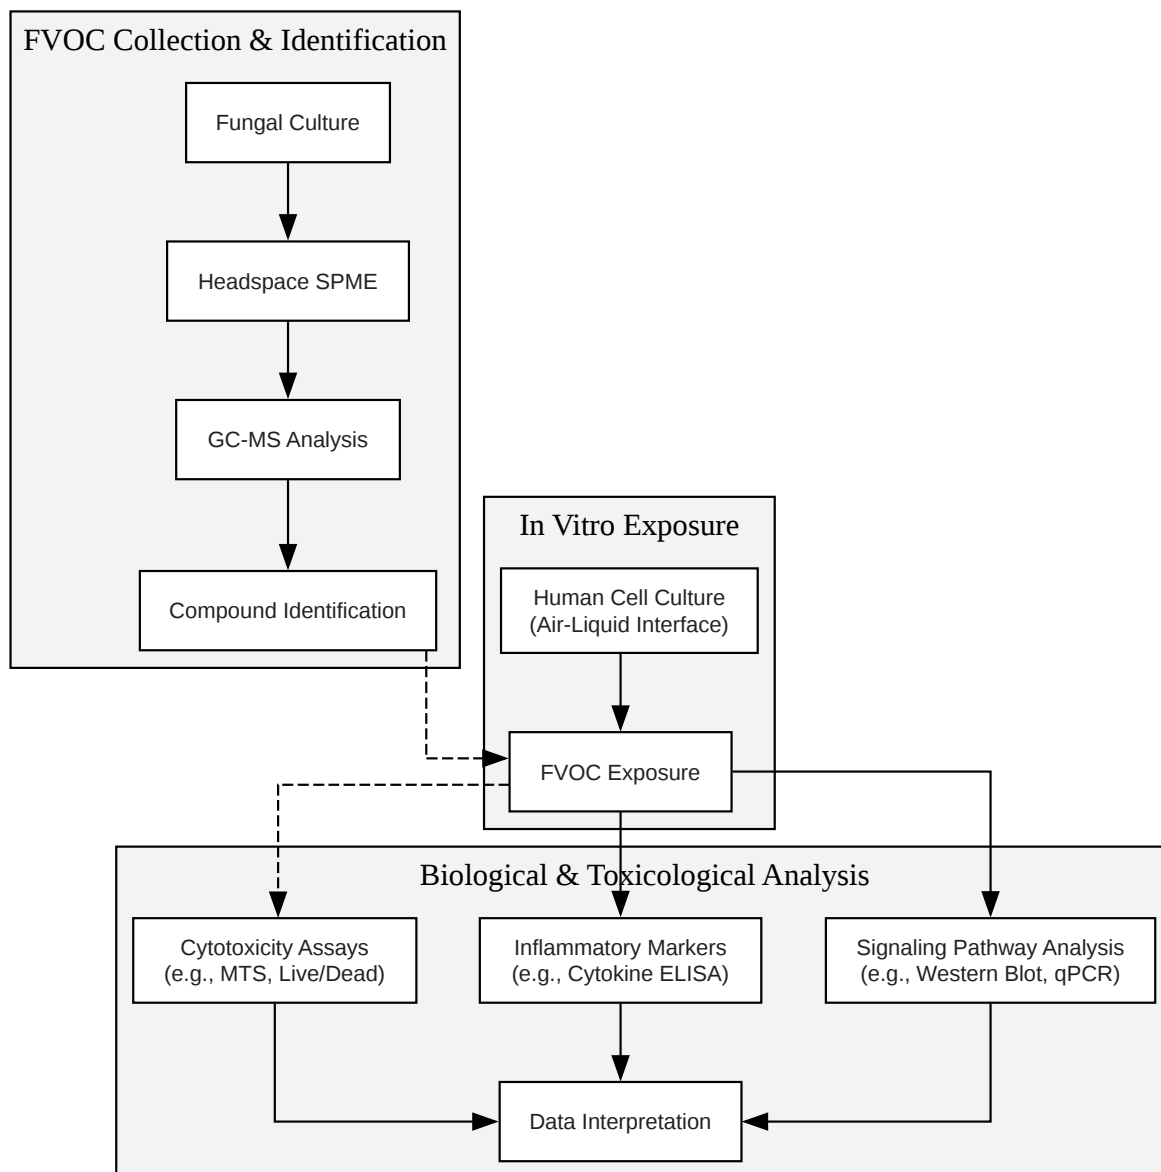 FVOC Collection & Identification
Fungal Culture
Headspace SPME
GC-MS Analysis
Compound Identification
In Vitro Exposure
Human Cell Culture
(Air-Liquid Interface)
FVOC Exposure
Biological & Toxicological Analysis
Cytotoxicity Assays
(e.g., MTS, Live/Dead)
Inflammatory Markers
(e.g., Cytokine ELISA)
Signaling Pathway Analysis
(e.g., Western Blot, qPCR)
Data Interpretation